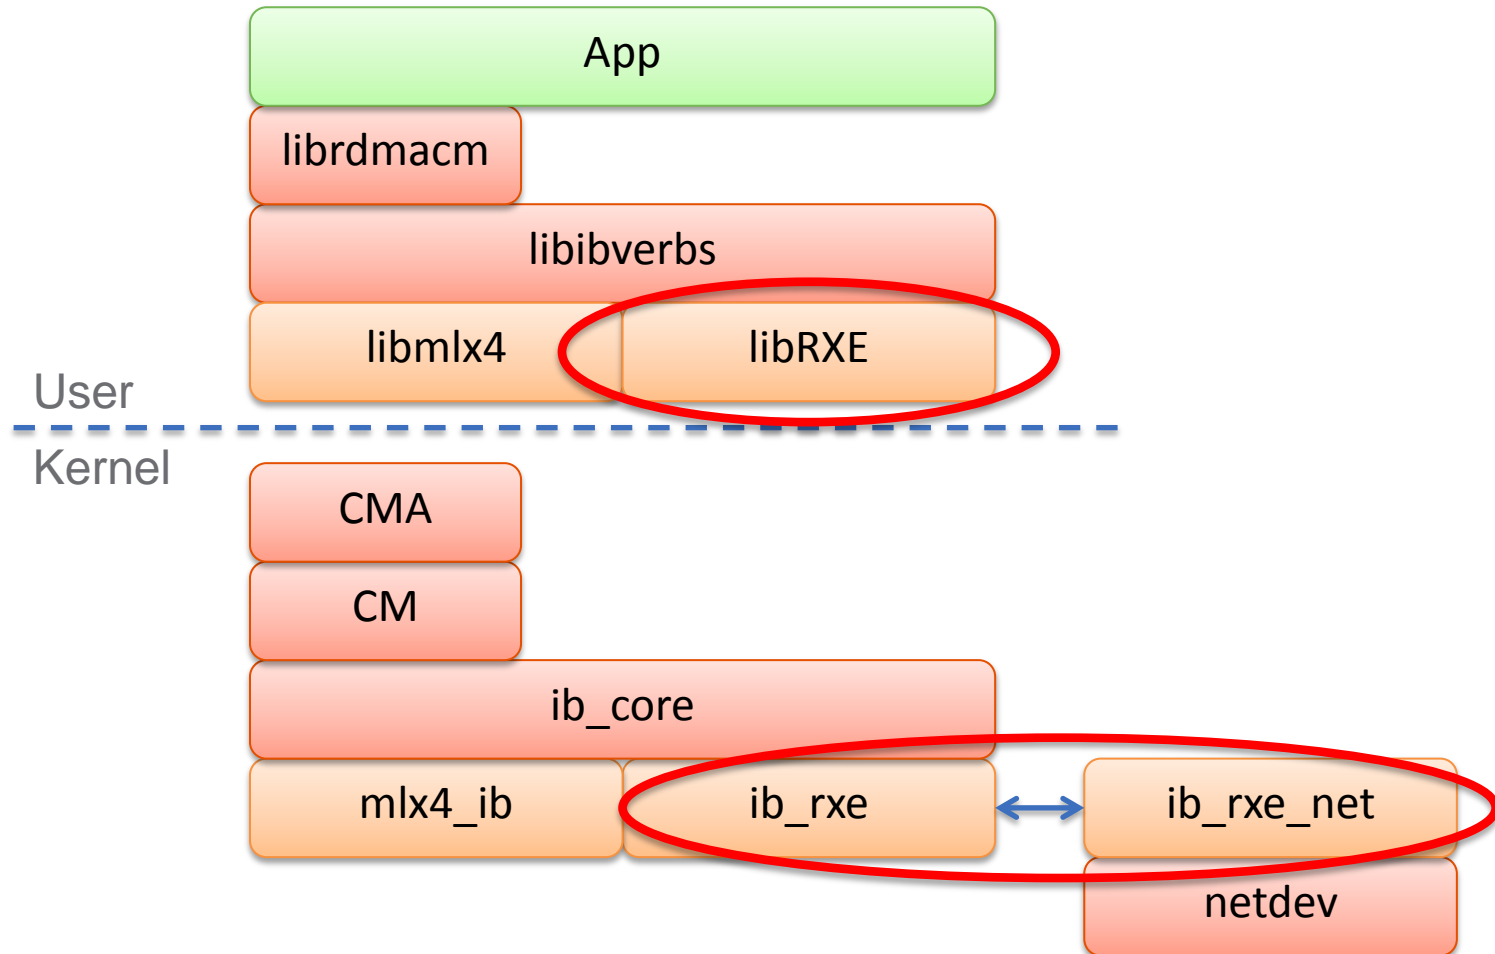 App
librdmacm
libibverbs
libmlx4
libRXE
User
Kernel
CMA
CM
ib_core
mlx4_ib
ib_rxe
ib_rxe_net
netdev